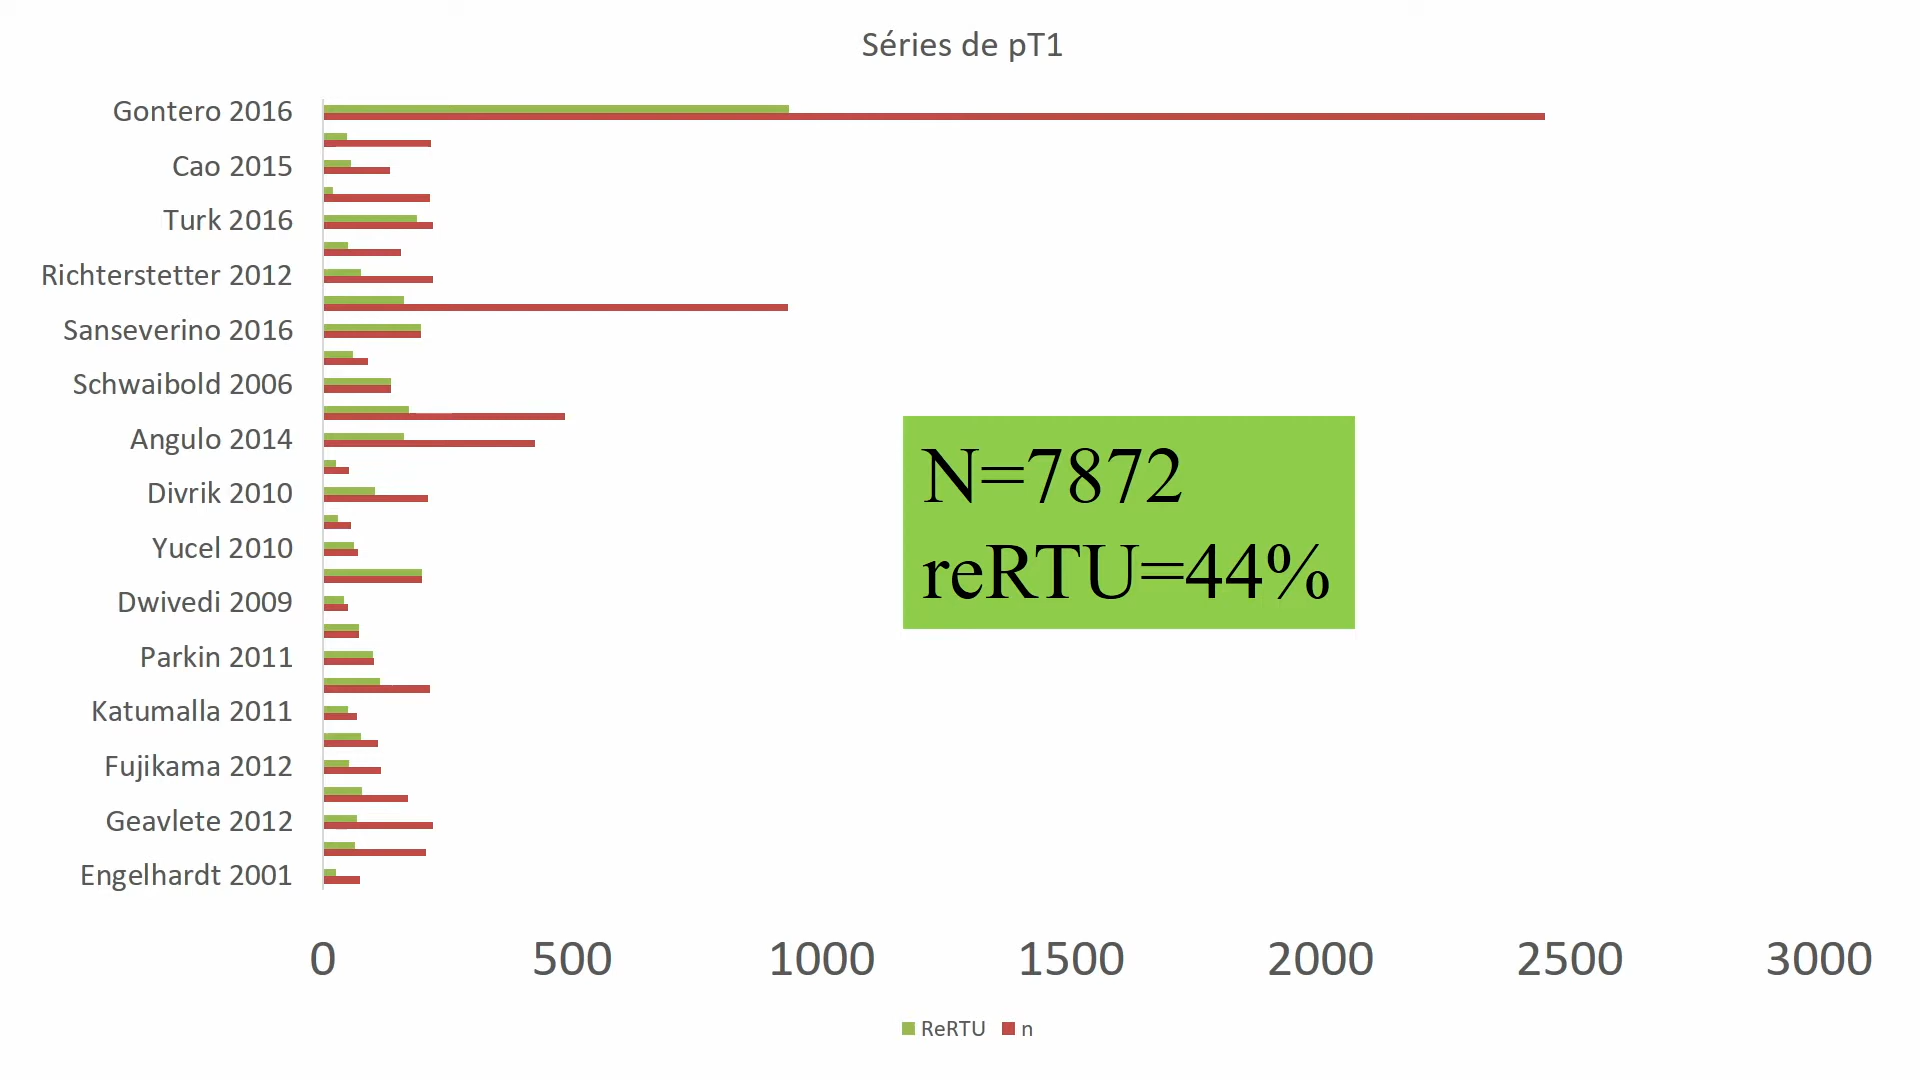 Séries de pT1
Gontero 2016
Cao 2015
Turk 2016
Richterstetter 2012
Sanseverino 2016
Schwaibold 2006
Angulo 2014
Divrik 2010
Yucel 2010
Dwivedi 2009
Parkin 2011
Katumalla 2011
Fujikama 2012
Geavlete 2012
Engelhardt 2001
N=7872
reRTU=44%
0 500 1000 1500 2000 2500 3000
ReRTU n